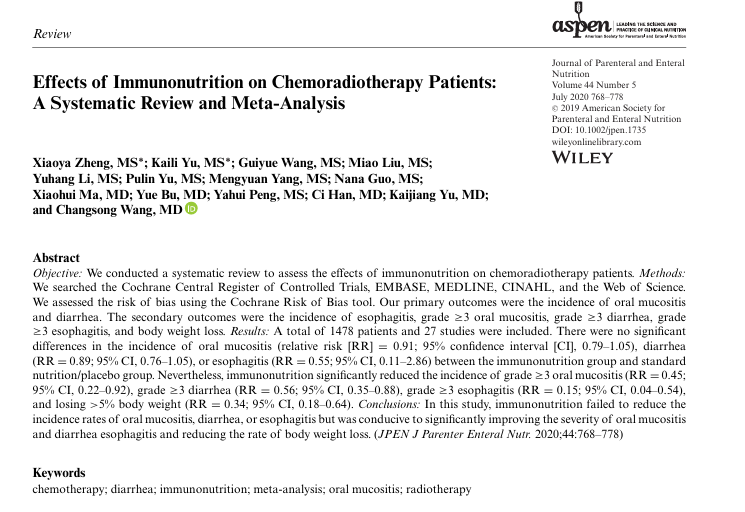 Review
aspen
LEADING THE SCIENCE AND
PRACTICE OF CLINICAL NUTRITION
American Society for Parenteral and Enteral Nutrition
Effects of Immunonutrition on Chemoradiotherapy Patients:
A Systematic Review and Meta-Analysis
Journal of Parenteral and Enteral
Nutrition
Volume 44 Number 5
July 2020 768–778
© 2019 American Society for
Parenteral and Enteral Nutrition
DOI: 10.1002/jpen.1735
wileyonlinelibrary.com
WILEY
Xiaoya Zheng, MS*; Kaili Yu, MS*; Guiyue Wang, MS; Miao Liu, MS;
Yuhang Li, MS; Pulin Yu, MS; Mengyuan Yang, MS; Nana Guo, MS;
Xiaohui Ma, MD; Yue Bu, MD; Yahui Peng, MS; Ci Han, MD; Kaijiang Yu, MD;
and Changsong Wang, MD iD
Abstract
Objective: We conducted a systematic review to assess the effects of immunonutrition on chemoradiotherapy patients. Methods:
We searched the Cochrane Central Register of Controlled Trials, EMBASE, MEDLINE, CINAHL, and the Web of Science.
We assessed the risk of bias using the Cochrane Risk of Bias tool. Our primary outcomes were the incidence of oral mucositis
and diarrhea. The secondary outcomes were the incidence of esophagitis, grade ≥3 oral mucositis, grade ≥3 diarrhea, grade
≥3 esophagitis, and body weight loss. Results: A total of 1478 patients and 27 studies were included. There were no significant
differences in the incidence of oral mucositis (relative risk [RR] = 0.91; 95% confidence interval [CI], 0.79–1.05), diarrhea
(RR = 0.89; 95% CI, 0.76–1.05), or esophagitis (RR = 0.55; 95% CI, 0.11–2.86) between the immunonutrition group and standard
nutrition/placebo group. Nevertheless, immunonutrition significantly reduced the incidence of grade ≥3 oral mucositis (RR = 0.45;
95% CI, 0.22–0.92), grade ≥3 diarrhea (RR = 0.56; 95% CI, 0.35–0.88), grade ≥3 esophagitis (RR = 0.15; 95% CI, 0.04–0.54),
and losing >5% body weight (RR = 0.34; 95% CI, 0.18–0.64). Conclusions: In this study, immunonutrition failed to reduce the
incidence rates of oral mucositis, diarrhea, or esophagitis but was conducive to significantly improving the severity of oral mucositis
and diarrhea esophagitis and reducing the rate of body weight loss. (JPEN J Parenter Enteral Nutr. 2020;44:768–778)
Keywords
chemotherapy; diarrhea; immunonutrition; meta-analysis; oral mucositis; radiotherapy